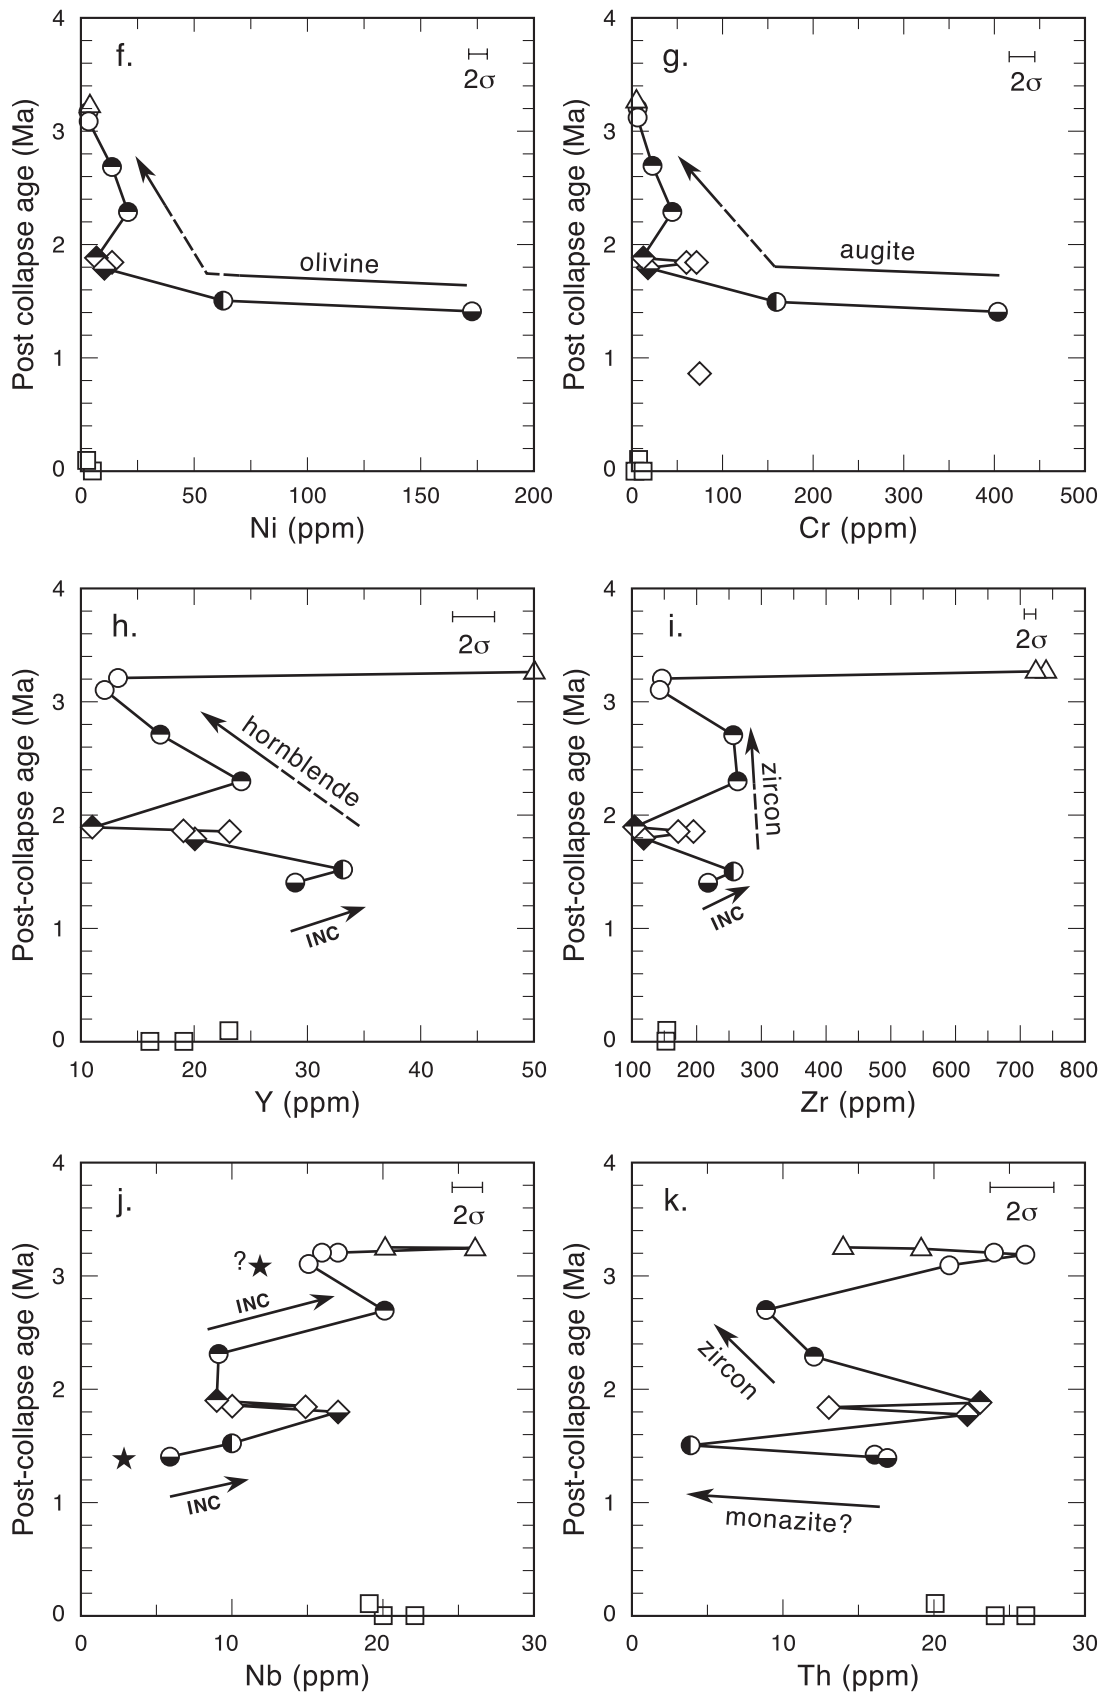 f.
2σ
olivine
Post collapse age (Ma)
4
3
2
1
0
0 50 100 150 200
Ni (ppm)
g.
2σ
augite
Post collapse age (Ma)
4
3
2
1
0
0 100 200 300 400 500
Cr (ppm)
h.
2σ
hornblende
INC
Post-collapse age (Ma)
4
3
2
1
0
10 20 30 40 50
Y (ppm)
i.
2σ
zircon
INC
Post-collapse age (Ma)
4
3
2
1
0
100 200 300 400 500 600 700 800
Zr (ppm)
j.
2σ
?
INC
INC
Post-collapse age (Ma)
4
3
2
1
0
0 10 20 30
Nb (ppm)
k.
2σ
zircon
monazite?
Post-collapse age (Ma)
4
3
2
1
0
0 10 20 30
Th (ppm)